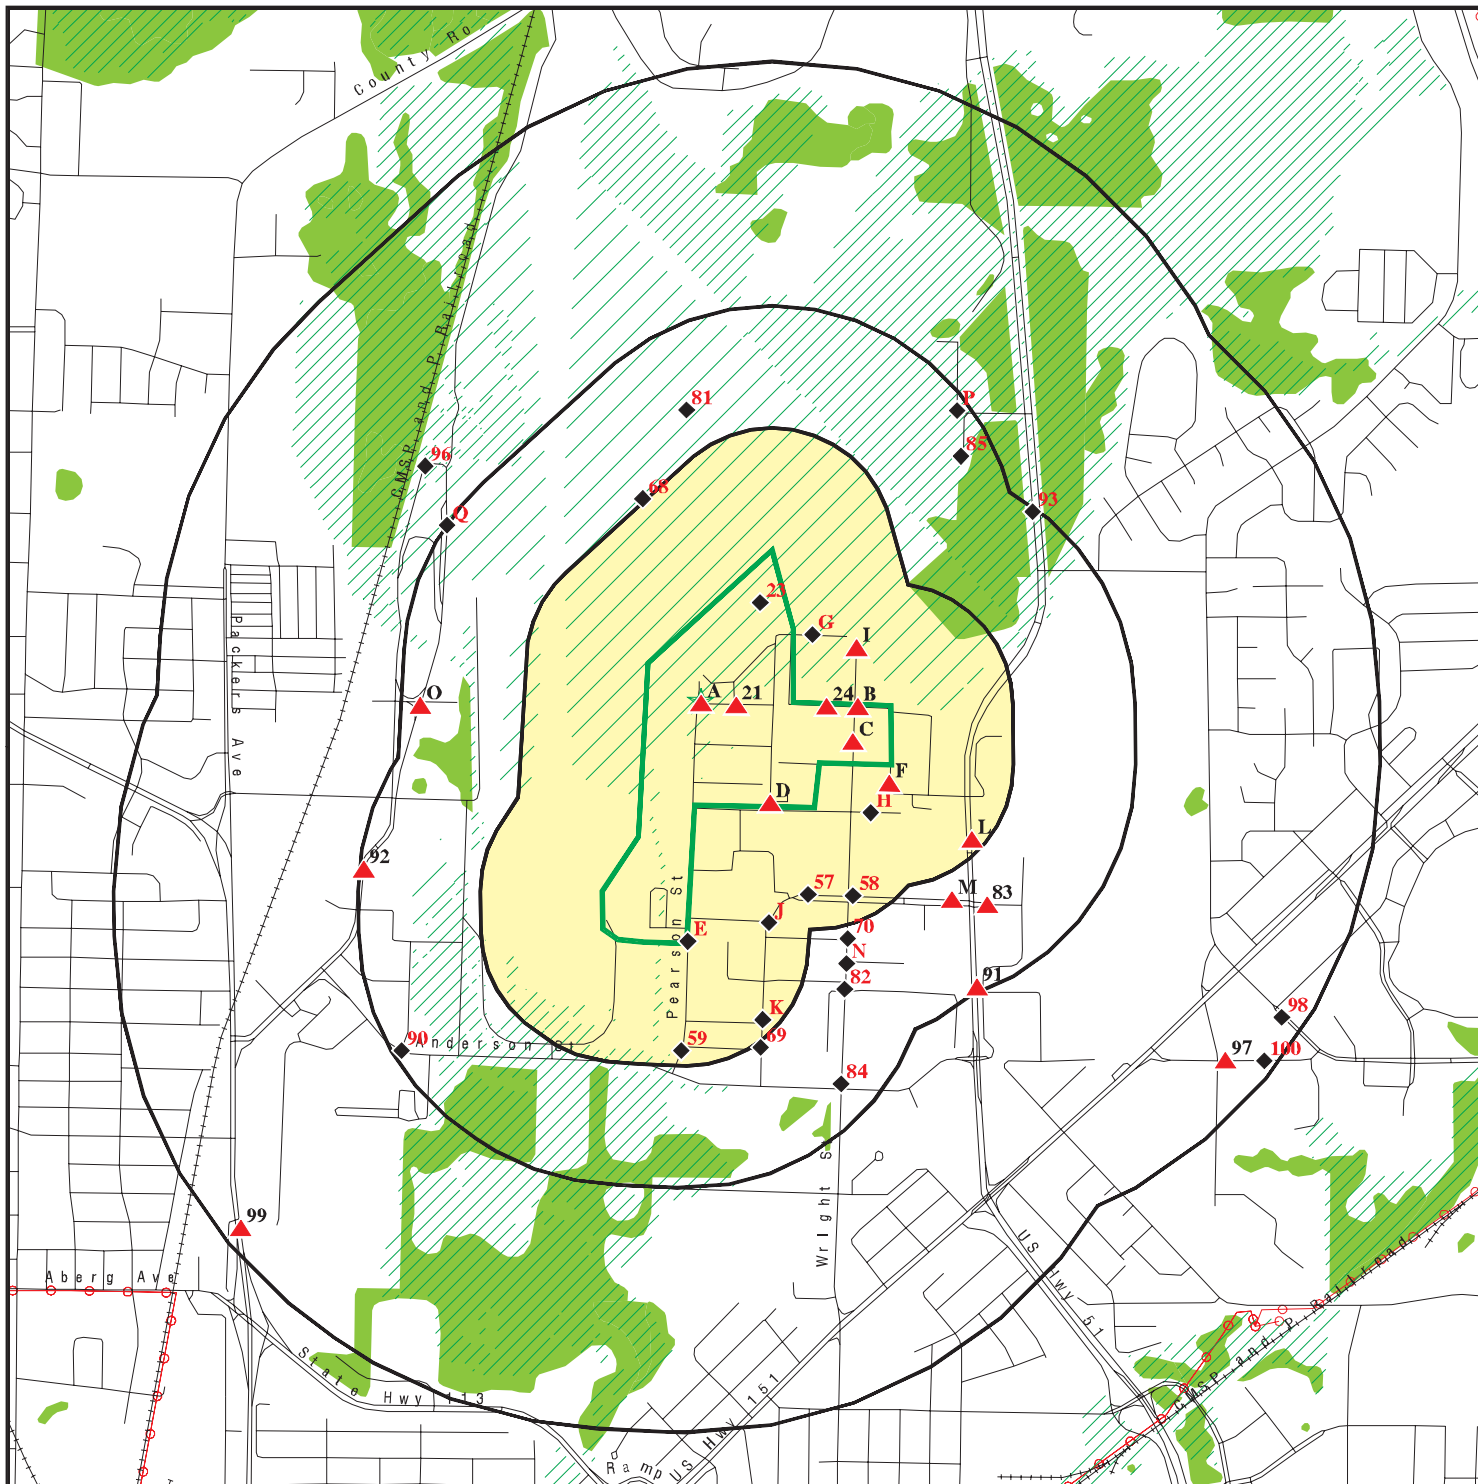 County Ro
CMSP and P Railroad
81
P
85
96
68
93
Q
23
G
I
Packers Ave
O
A
21
24
B
C
F
D
H
L
92
57
58
M
83
Pearson St
J
E
70
N
82
91
K
98
90
Anderson St
59
69
97
100
84
Wright St
99
US Hwy 51
Aberg Ave
CMSP and P Railroad
State Hwy 113
US Hwy 151
Ramp